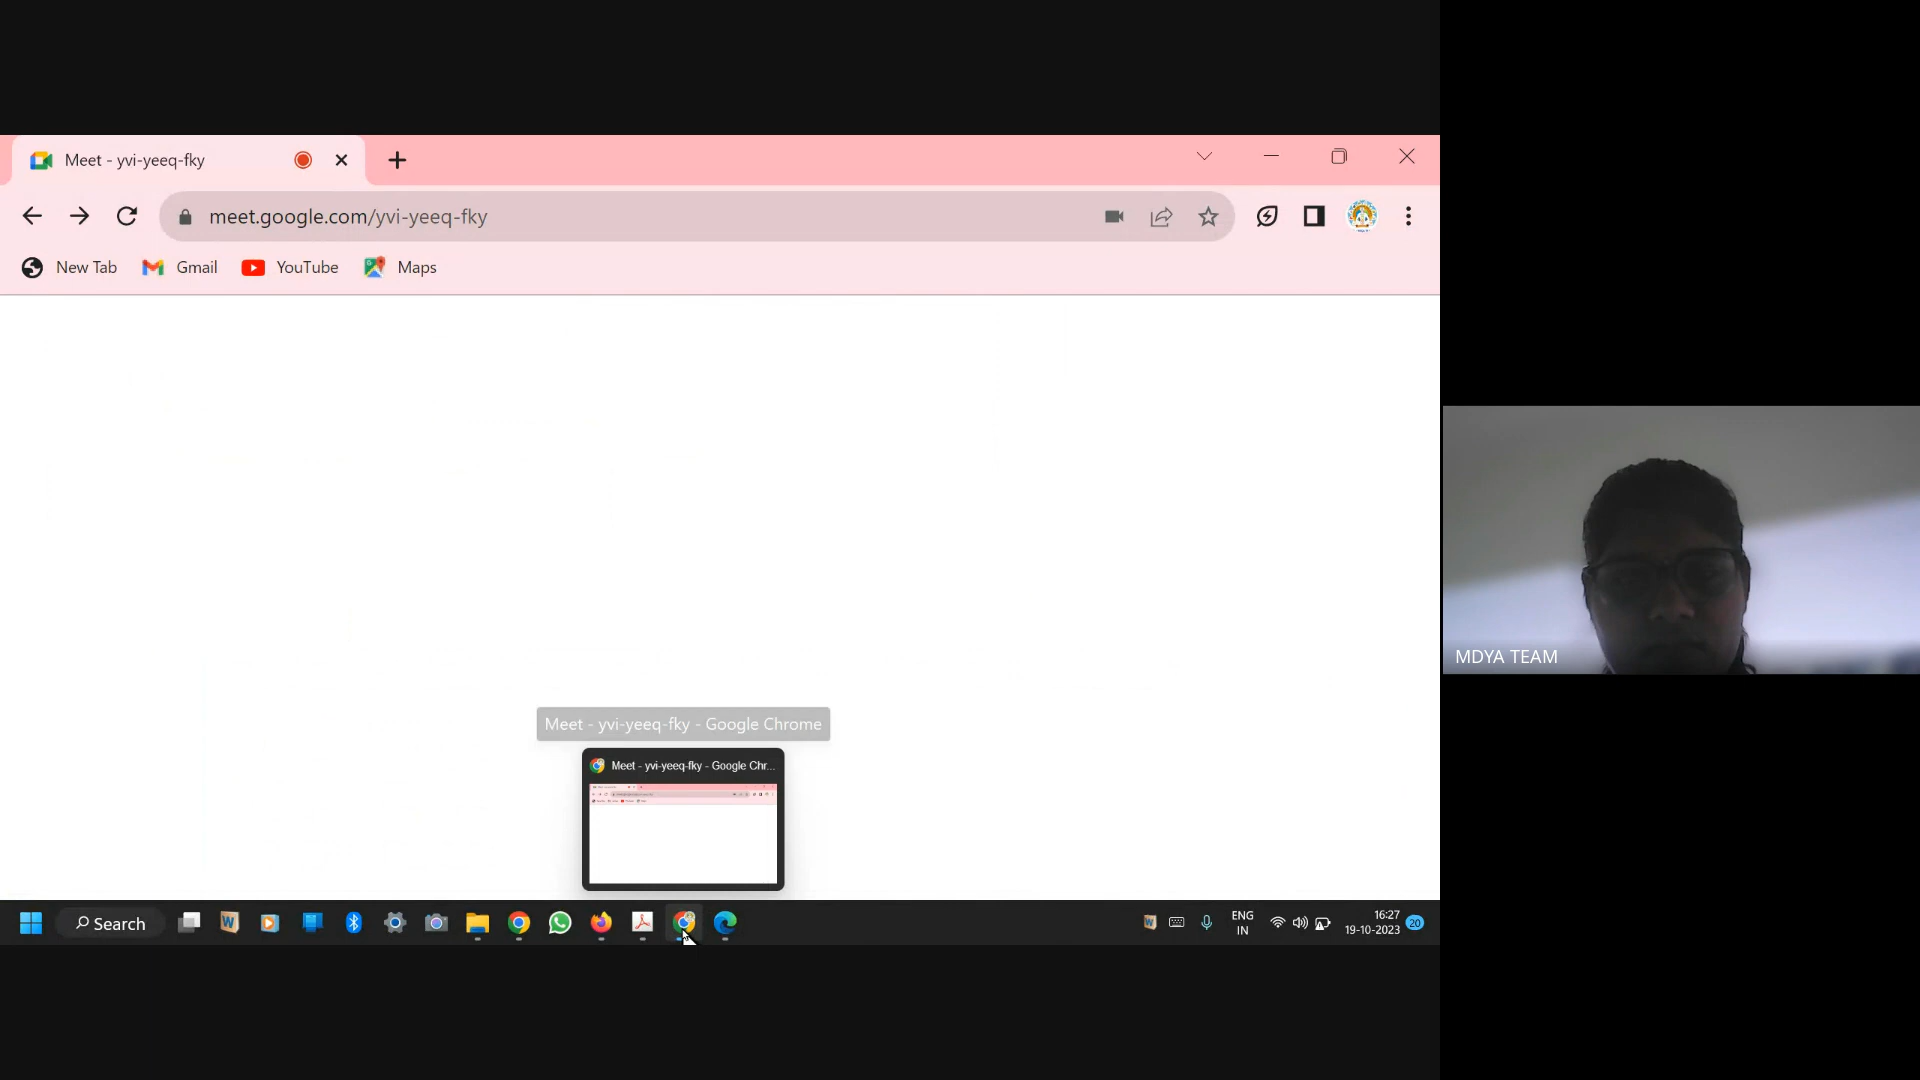 Meet - yvi-yeeq-fky
meet.google.com/yvi-yeeq-fky
New Tab
Gmail
YouTube
Maps
MDYA TEAM
Meet - yvi-yeeq-fky - Google Chrome
Meet - yvi-yeeq-fky - Google Chr...
Search
ENG
IN
16:27
19-10-2023
20